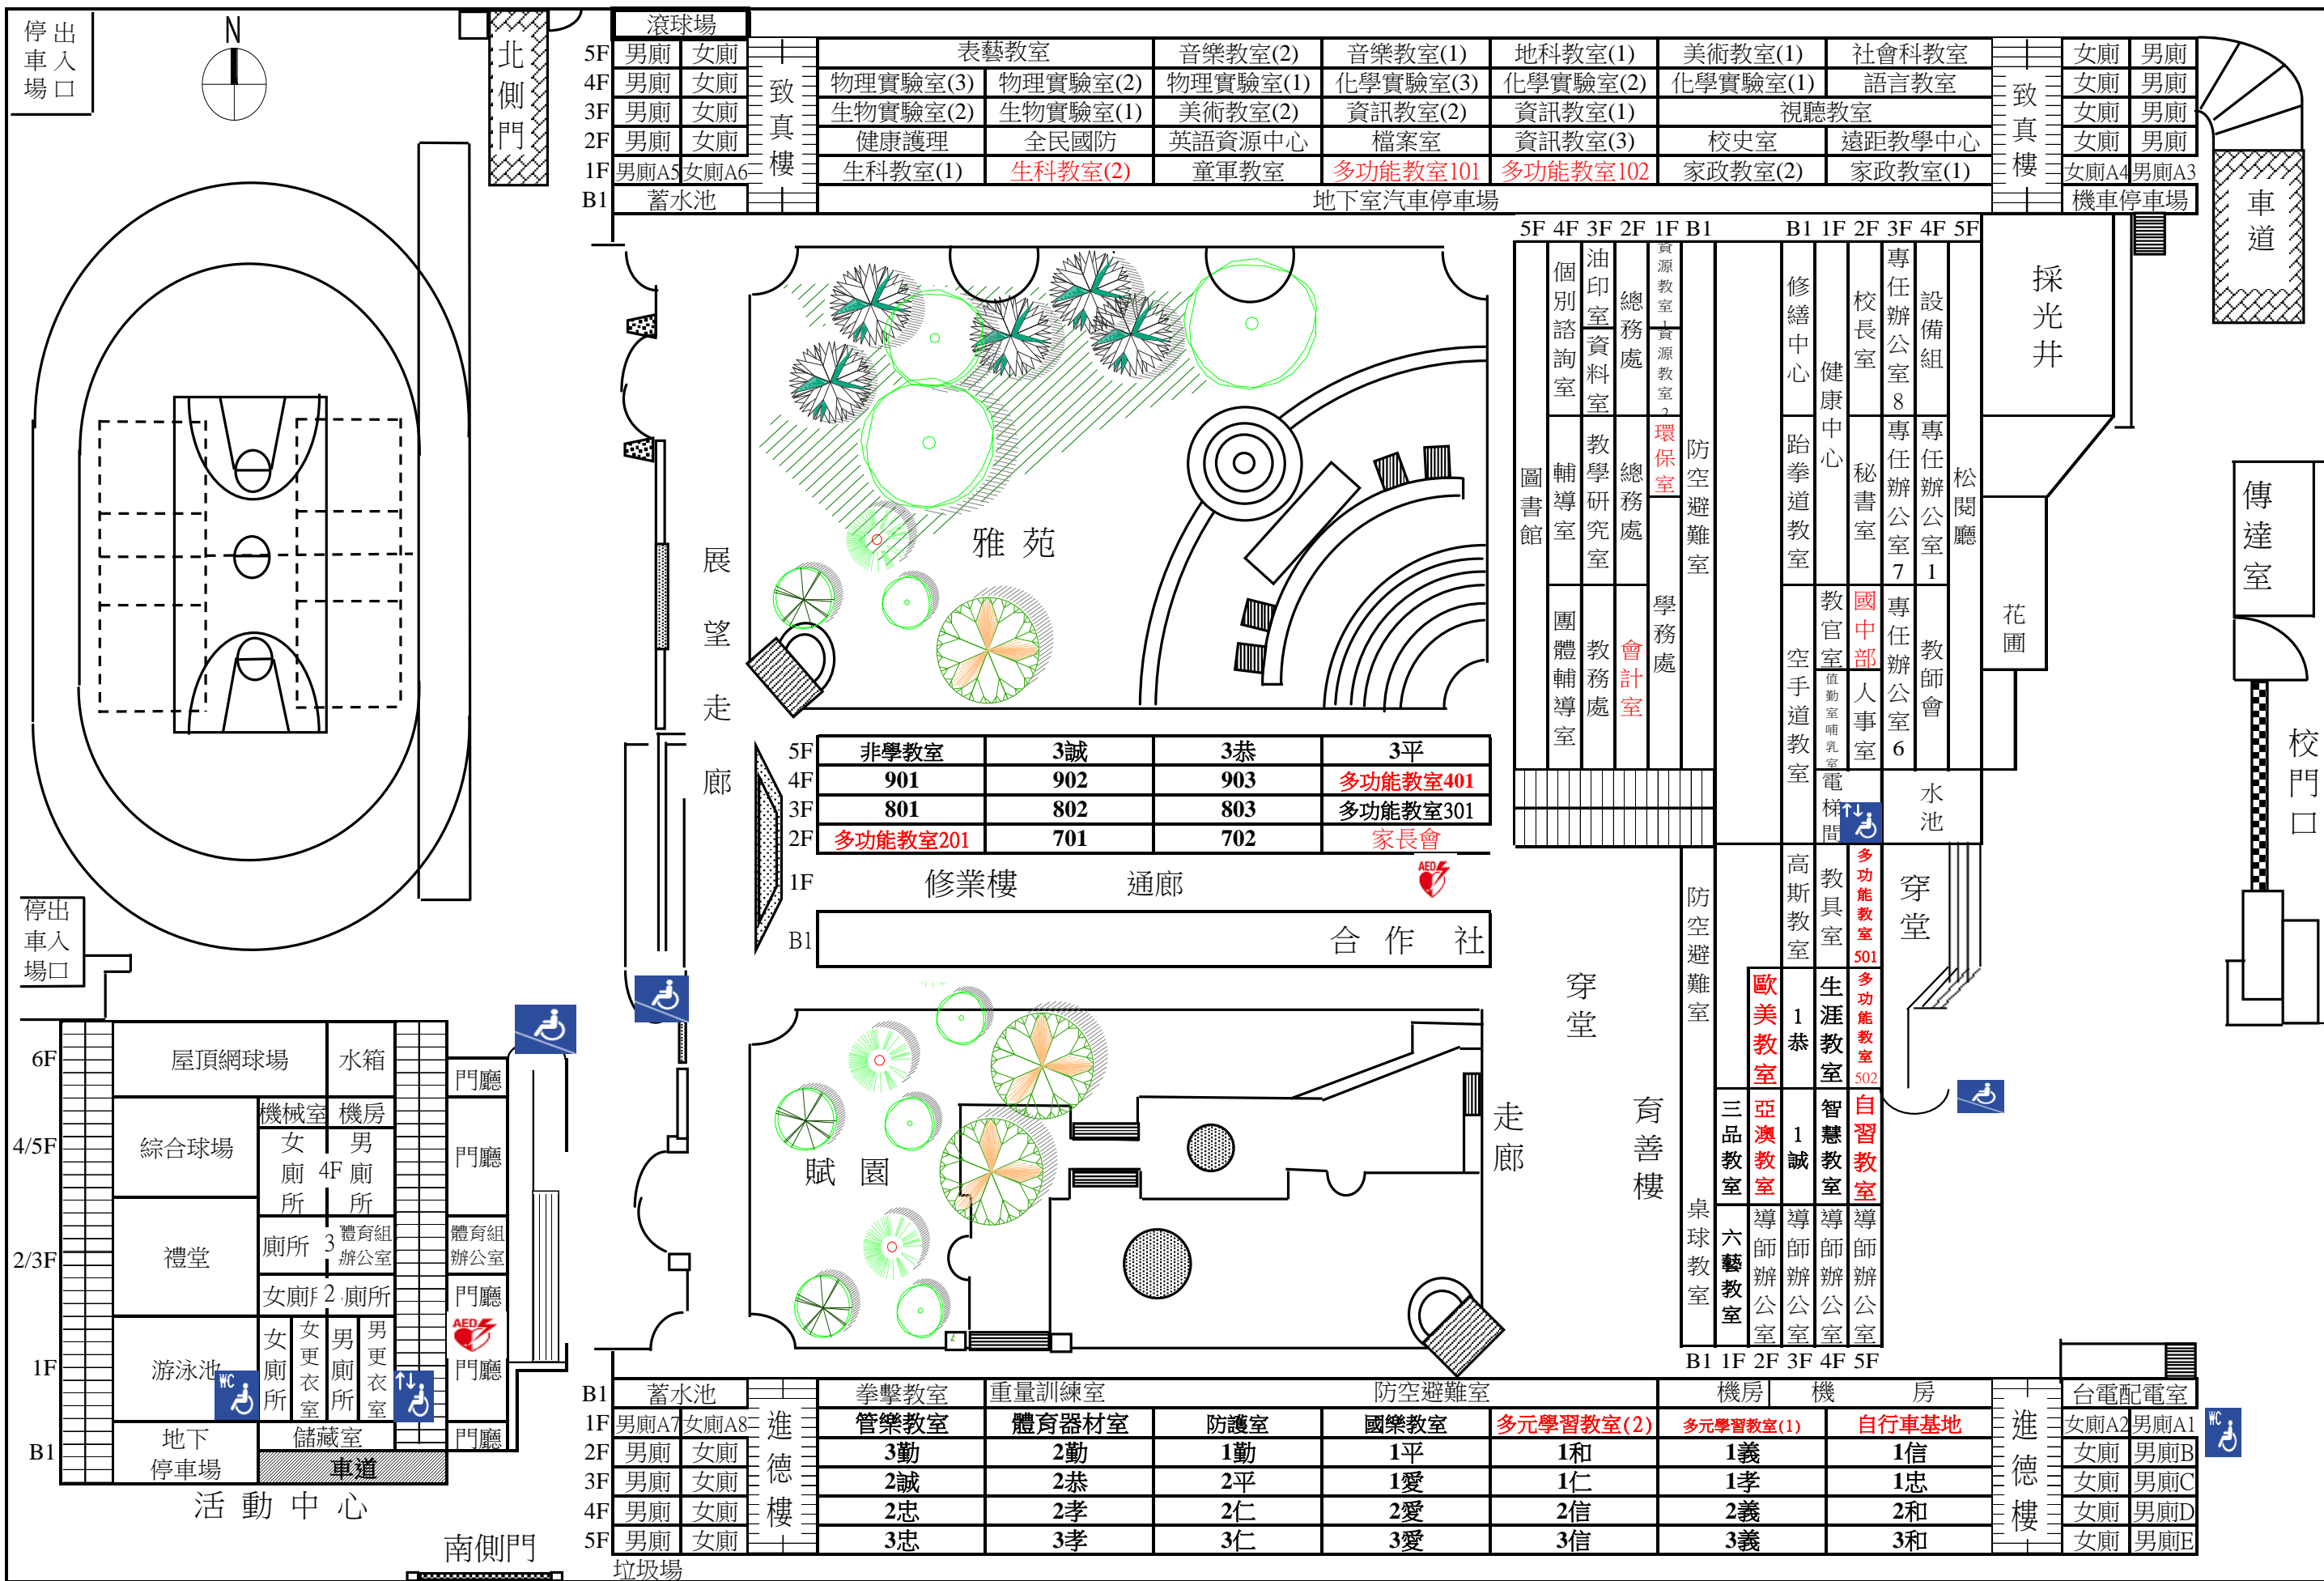 停 出
車 入
場 口
N
北側門
滾球場
5F 男廁 女廁 表藝教室 音樂教室(2) 音樂教室(1) 地科教室(1) 美術教室(1) 社會科教室 女廁 男廁
4F 男廁 女廁 物理實驗室(3) 物理實驗室(2) 物理實驗室(1) 化學實驗室(3) 化學實驗室(2) 化學實驗室(1) 語言教室 女廁 男廁
3F 男廁 女廁 生物實驗室(2) 生物實驗室(1) 美術教室(2) 資訊教室(2) 資訊教室(1) 視聽教室 女廁 男廁
2F 男廁 女廁 健康護理 全民國防 英語資源中心 檔案室 資訊教室(3) 校史室 遠距教學中心 女廁 男廁
1F 男廁A5 女廁A6 生科教室(1) 生科教室(2) 童軍教室 多功能教室101 多功能教室102 家政教室(2) 家政教室(1) 女廁A4 男廁A3
B1 蓄水池 地下室汽車停車場 機車停車場
致真樓
致真樓
車道
5F 4F 3F 2F 1F B1 B1 1F 2F 3F 4F 5F
圖書館
個別諮詢室
輔導室
團體輔導室
油印室
資料室
教學研究室
教務處
總務處
總務處
會計室
資源教室1
資源教室2
環保室
學務處
防空避難室
修繕中心
跆拳道教室
空手道教室
健康中心
教官室
值勤室哺乳室
電梯間
校長室
秘書室
國中部
人事室
專任辦公室8
專任辦公室7
專任辦公室6
設備組
專任辦公室1
教師會
松閱廳
水池
採光井
花圃
傳達室
校門口
雅 苑
展望走廊
5F 非學教室 3誠 3恭 3平
4F 901 902 903 多功能教室401
3F 801 802 803 多功能教室301
2F 多功能教室201 701 702 家長會
1F 修業樓 通廊 AED
B1 合 作 社
停出
車入
場口
防空避難室
桌球教室
高斯教室
教具室
多功能教室501
歐美教室
1恭
生涯教室
多功能教室502
三品教室
亞澳教室
1誠
智慧教室
自習教室
六藝教室
導師辦公室
導師辦公室
導師辦公室
導師辦公室
B1 1F 2F 3F 4F 5F
穿堂
穿堂
走廊
育善樓
賦 園
6F 屋頂網球場 水箱 門廳
4/5F 綜合球場 機械室 機房 女廁所 4F 男廁所 門廳
2/3F 禮堂 廁所 3 體育組辦公室 體育組辦公室
女廁 2 廁所 門廳
AED
1F 游泳池 WC 女廁所 女更衣室 男廁所 男更衣室 門廳
B1 地下停車場 儲藏室 門廳
車道
活 動 中 心
南側門
B1 蓄水池 拳擊教室 重量訓練室 防空避難室 機房 機 房 台電配電室
1F 男廁A7 女廁A8 管樂教室 體育器材室 防護室 國樂教室 多元學習教室(2) 多元學習教室(1) 自行車基地 女廁A2 男廁A1 WC
2F 男廁 女廁 3勤 2勤 1勤 1平 1和 1義 1信 女廁 男廁B
3F 男廁 女廁 2誠 2恭 2平 1愛 1仁 1孝 1忠 女廁 男廁C
4F 男廁 女廁 2忠 2孝 2仁 2愛 2信 2義 2和 女廁 男廁D
5F 男廁 女廁 3忠 3孝 3仁 3愛 3信 3義 3和 女廁 男廁E
進德樓
進德樓
垃圾場